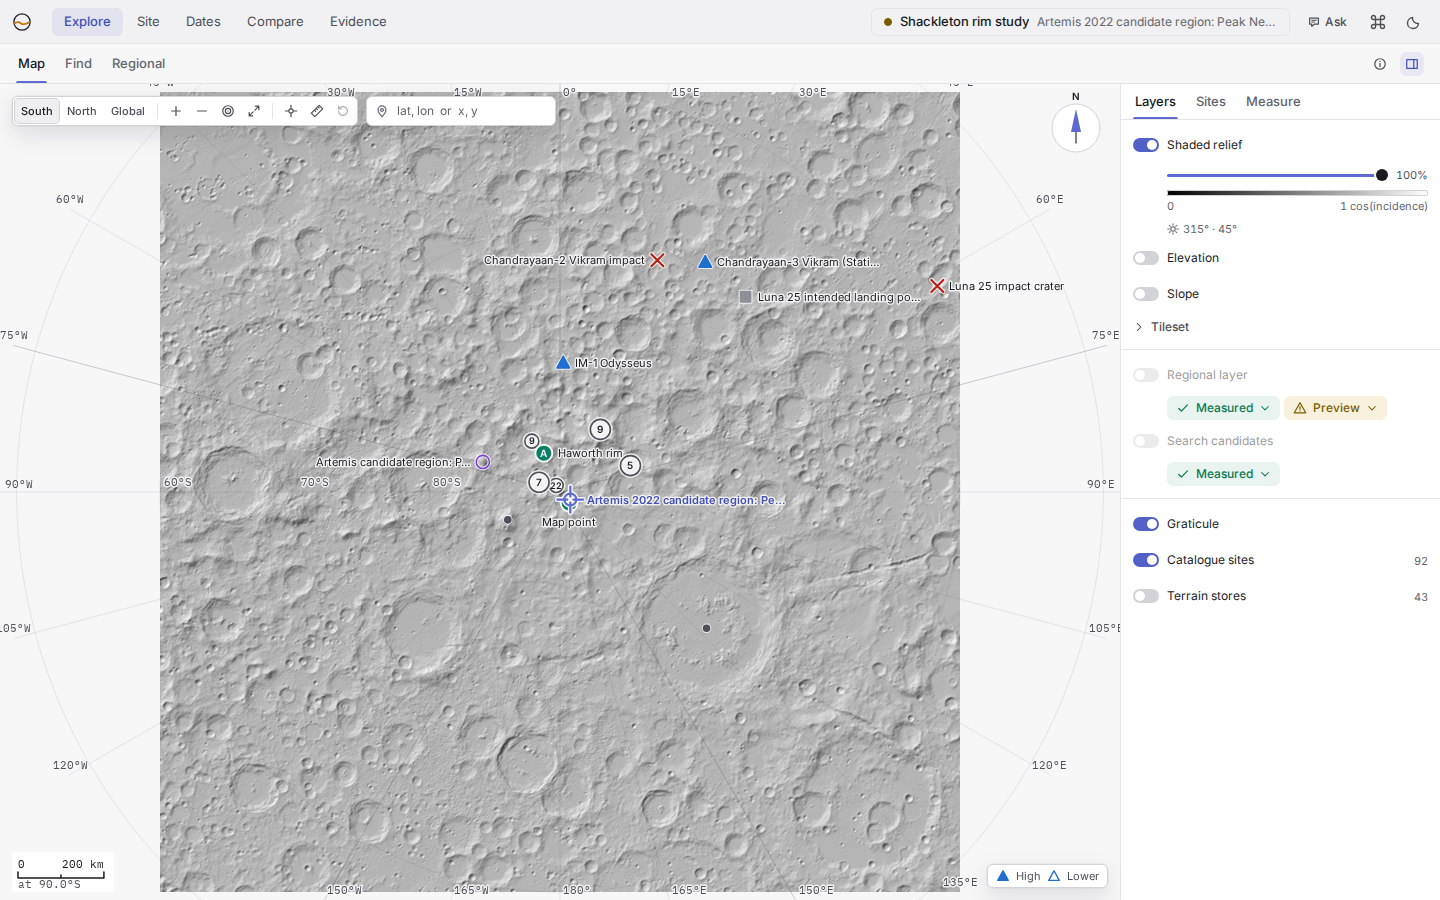 Explore Site Dates Compare Evidence Shackleton rim study Artemis 2022 candidate region: Peak Ne... Ask
Map Find Regional
30°W 15°W 0° 15°E 30°E
South North Global lat, lon or x, y
N
60°W 60°E
Chandrayaan-2 Vikram impact Chandrayaan-3 Vikram (Stati...
Luna 25 impact crater
Luna 25 intended landing po...
75°W 75°E
IM-1 Odysseus
9
9
A Haworth rim
Artemis candidate region: P... 5
90°W 60°S 70°S 80°S 7 22 90°E
Artemis 2022 candidate region: Pe...
Map point
105°W 105°E
120°W 120°E
0 200 km
at 90.0°S
150°W 165°W 180° 165°E 150°E 135°E
High Lower
Layers Sites Measure
Shaded relief
100%
0 1 cos(incidence)
315° · 45°
Elevation
Slope
Tileset
Regional layer
Measured Preview
Search candidates
Measured
Graticule
Catalogue sites 92
Terrain stores 43